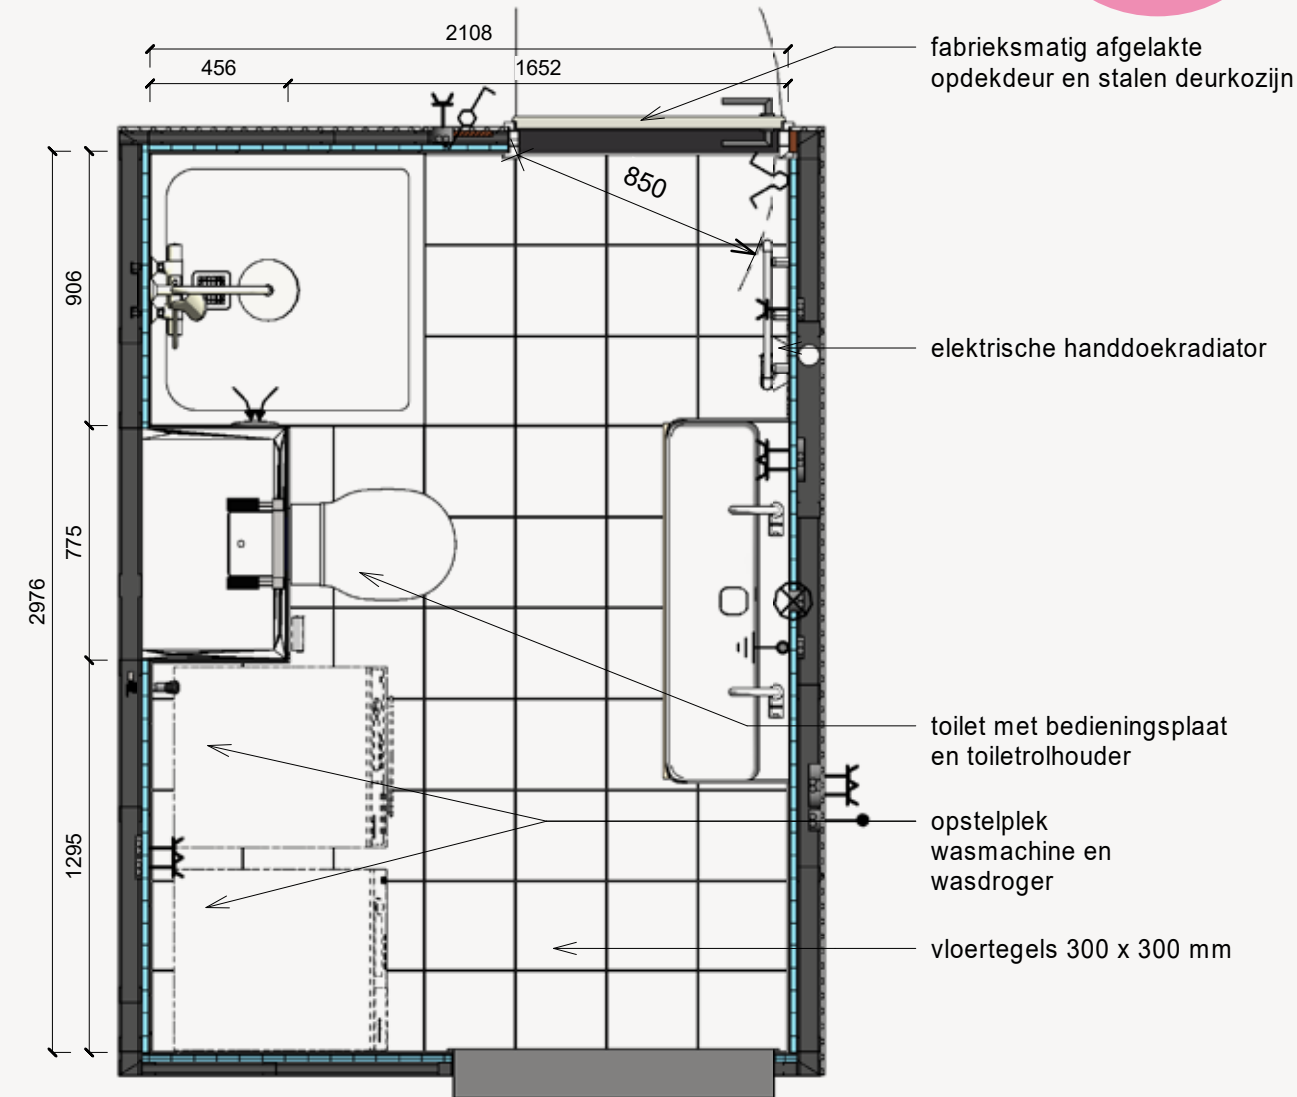 2108
456
1652
fabrieksmatig afgelakte
opdekdeur en stalen deurkozijn
850
906
elektrische handdoekradiator
775
2976
toilet met bedieningsplaat
en toiletrolhouder
opstelplek
wasmachine en
wasdroger
1295
vloertegels 300 x 300 mm